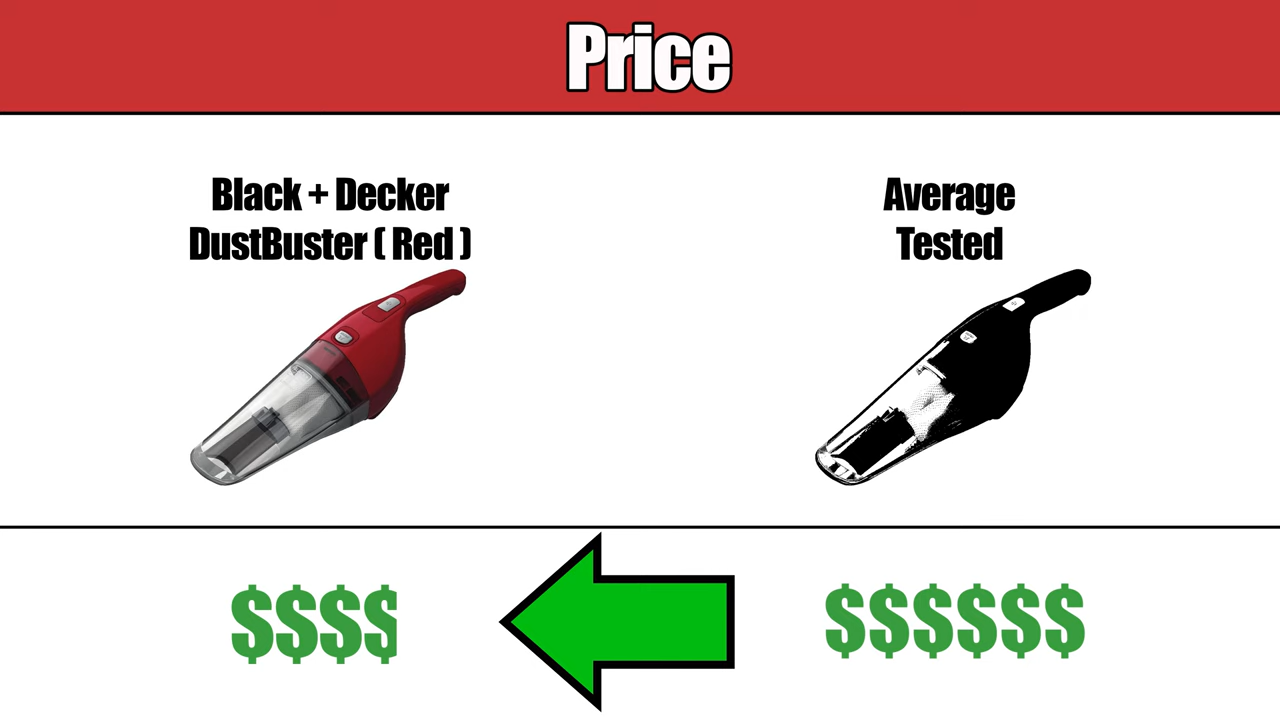 Price
Black + Decker
DustBuster ( Red )
Average
Tested
$$$$
$$$$$$